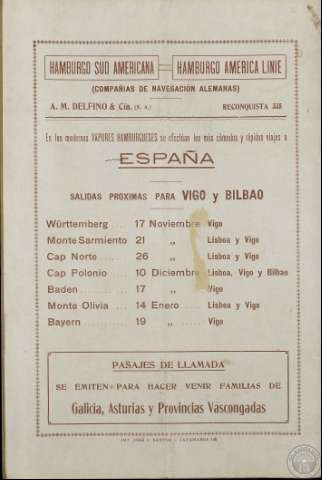 HAMBURGO SUD AMERICANA HAMBURGO AMERICA LINIE
(COMPAÑIAS DE NAVEGACIÓN ALEMANAS)
A. M. DELFINO & Cía. (S. A.) RECONQUISTA 335
En los modernos VAPORES HAMBURGUESES se efectúan los más cómodos y rápidos viajes a
ESPAÑA
SALIDAS PROXIMAS PARA VIGO y BILBAO
Württemberg .... 17 Noviembre Vigo
Monte Sarmiento 21 „ Lisboa y Vigo
Cap Norte ...... 26 „ Lisboa y Vigo
Cap Polonio .... 10 Diciembre Lisboa, Vigo y Bilbao
Baden ......... 17 „ Vigo
Monte Olivia .... 14 Enero ..... Lisboa y Vigo
Bayern ......... 19 „ ..... Vigo
PASAJES DE LLAMADA
SE EMITEN PARA HACER VENIR FAMILIAS DE
Galicia, Asturias y Provincias Vascongadas